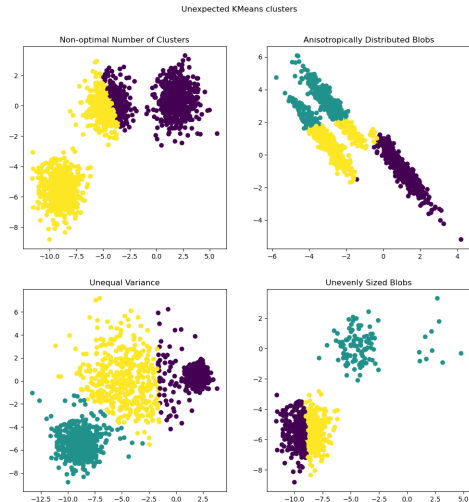 Unexpected KMeans clusters
Non-optimal Number of Clusters
Anisotropically Distributed Blobs
2
0
−2
−4
−6
−8
−10.0 −7.5 −5.0 −2.5 0.0 2.5 5.0
6
4
2
0
−2
−4
−6 −4 −2 0 2 4
Unequal Variance
Unevenly Sized Blobs
6
4
2
0
−2
−4
−6
−8
−12.5 −10.0 −7.5 −5.0 −2.5 0.0 2.5
2
0
−2
−4
−6
−8
−10.0 −7.5 −5.0 −2.5 0.0 2.5 5.0